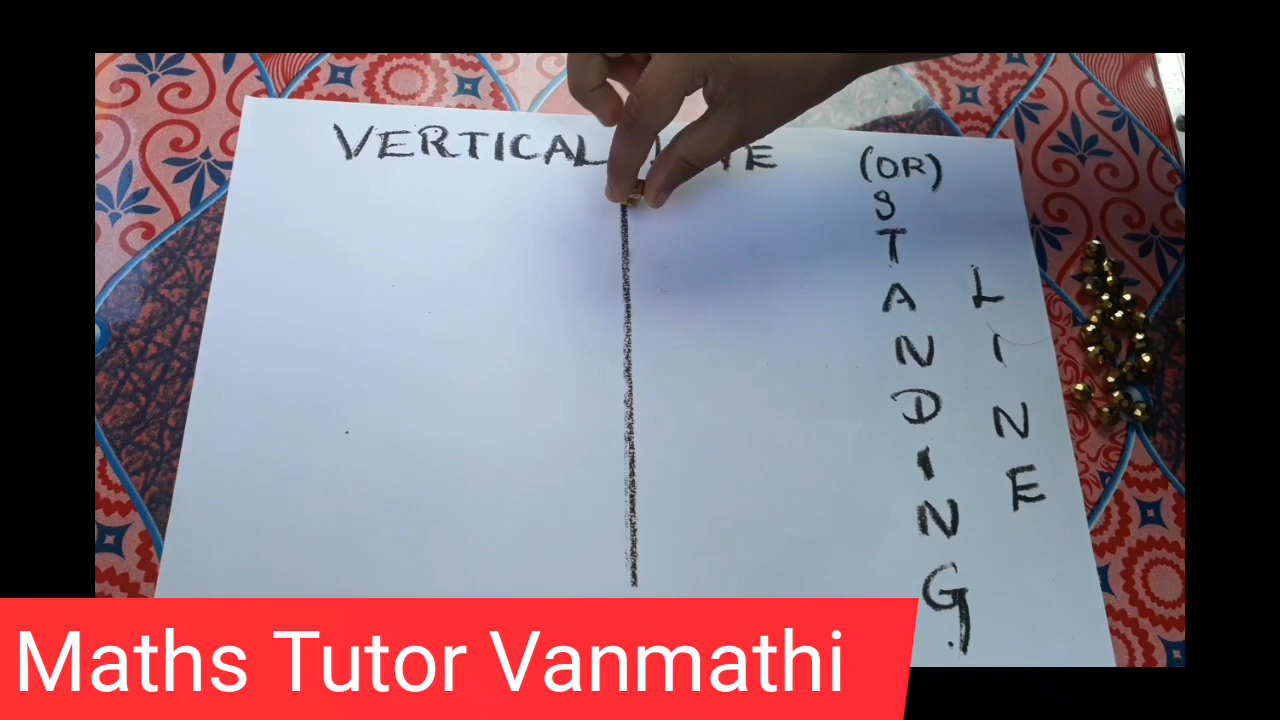 VERTICAL
(OR)
STANDING
LINE
Maths Tutor Vanmathi